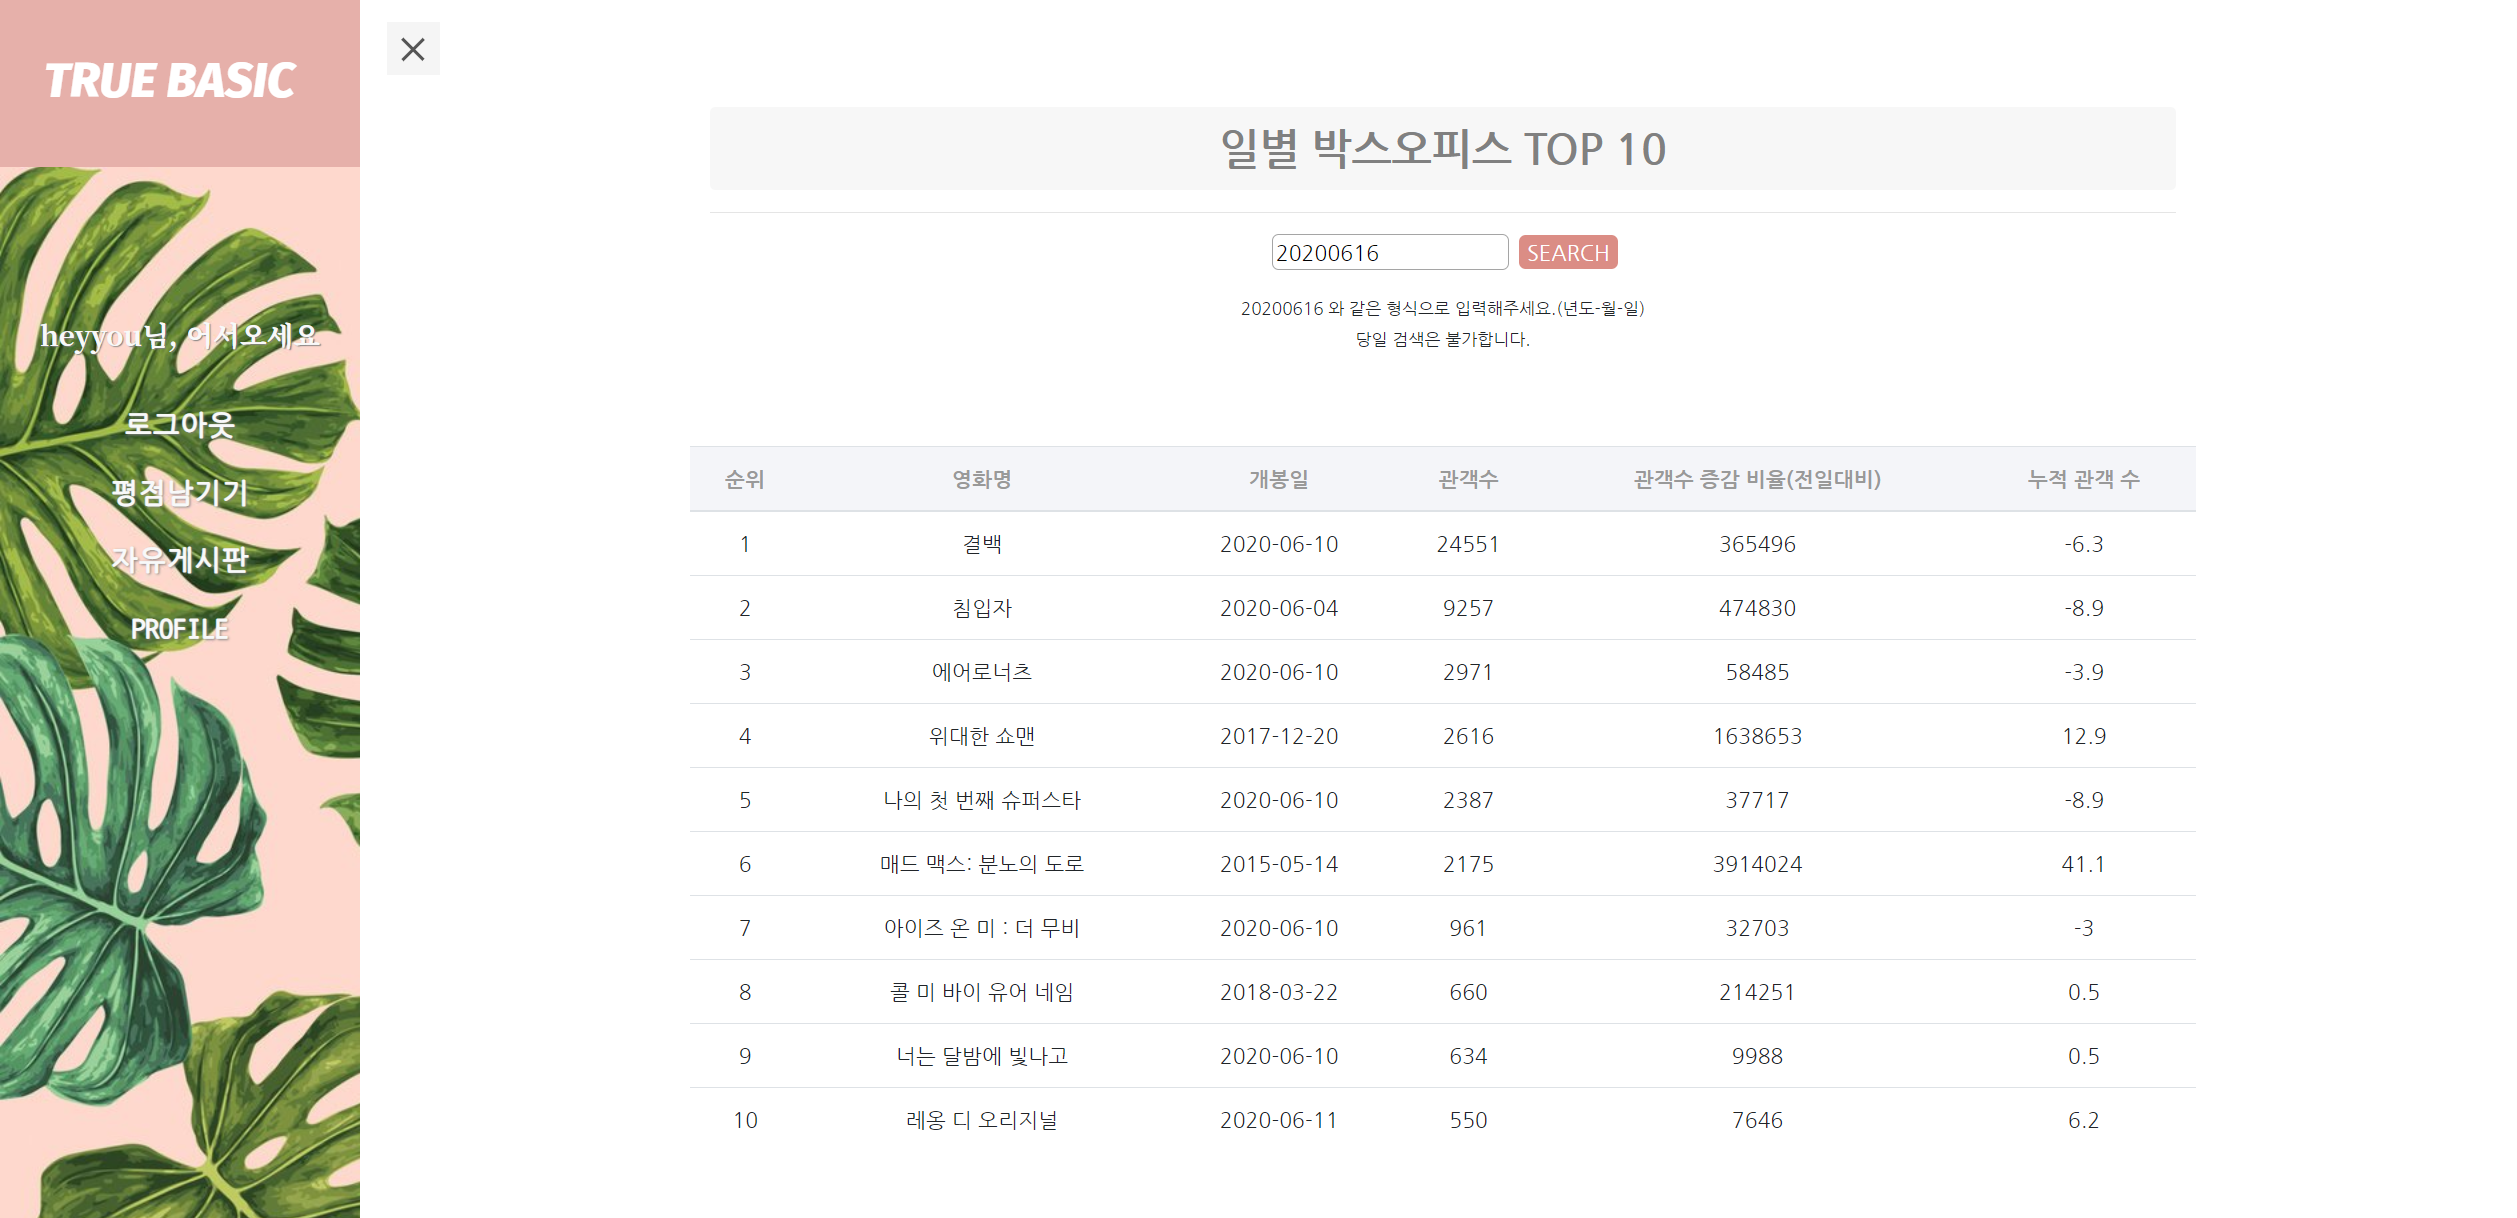 TRUE BASIC
heyyou님, 어서오세요
로그아웃
평점남기기
자유게시판
PROFILE
일별 박스오피스 TOP 10
20200616 SEARCH
20200616 와 같은 형식으로 입력해주세요.(년도-월-일)
당일 검색은 불가합니다.
순위 영화명 개봉일 관객수 관객수 증감 비율(전일대비) 누적 관객 수
1 결백 2020-06-10 24551 365496 -6.3
2 침입자 2020-06-04 9257 474830 -8.9
3 에어로너츠 2020-06-10 2971 58485 -3.9
4 위대한 쇼맨 2017-12-20 2616 1638653 12.9
5 나의 첫 번째 슈퍼스타 2020-06-10 2387 37717 -8.9
6 매드 맥스: 분노의 도로 2015-05-14 2175 3914024 41.1
7 아이즈 온 미 : 더 무비 2020-06-10 961 32703 -3
8 콜 미 바이 유어 네임 2018-03-22 660 214251 0.5
9 너는 달밤에 빛나고 2020-06-10 634 9988 0.5
10 레옹 디 오리지널 2020-06-11 550 7646 6.2